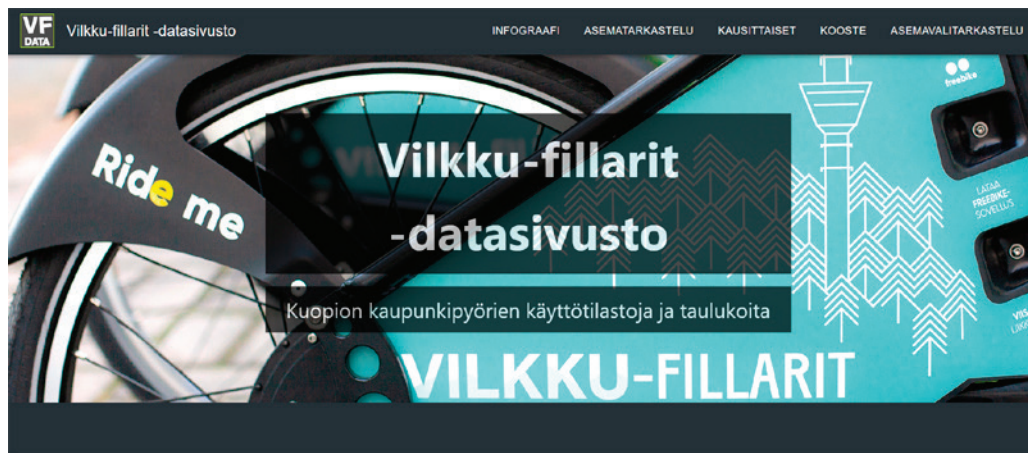 VF
DATA
Vilkku-fillarit -datasivusto
INFOGRAAFI ASEMATARKASTELU KAUSITTAISET KOOSTE ASEMAVALITARKASTELU
freebike
Ride me
Vilkku-fillarit
-datasivusto
LATAA
FREEBIKE-
SOVELLUS
Kuopion kaupunkipyörien käyttötilastoja ja taulukoita
VILKKU-FILLARIT